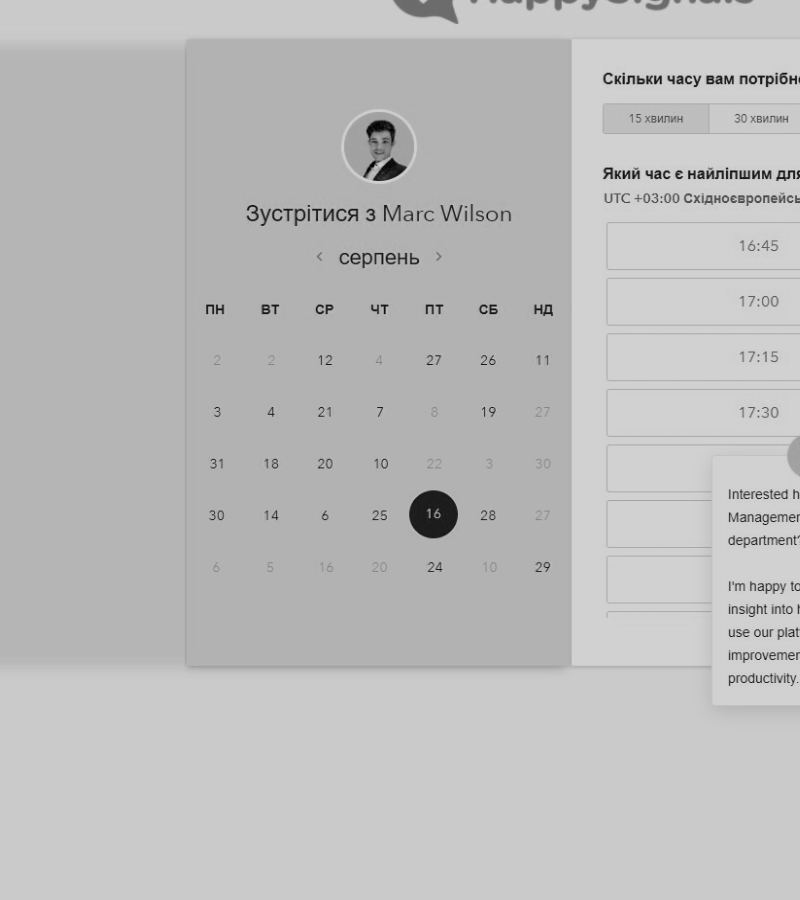 HappySignals
Зустрітися з Marc Wilson
серпень
ПН ВТ СР ЧТ ПТ СБ НД
2 2 12 4 27 26 11
3 4 21 7 8 19 27
31 18 20 10 22 3 30
30 14 6 25 16 28 27
6 5 16 20 24 10 29
Скільки часу вам потрібно
15 хвилин 30 хвилин
Який час є найліпшим для
UTC +03:00 Східноєвропейсь
16:45
17:00
17:15
17:30
Interested h
Managemen
department?
I'm happy to
insight into h
use our plat
improvemen
productivity.